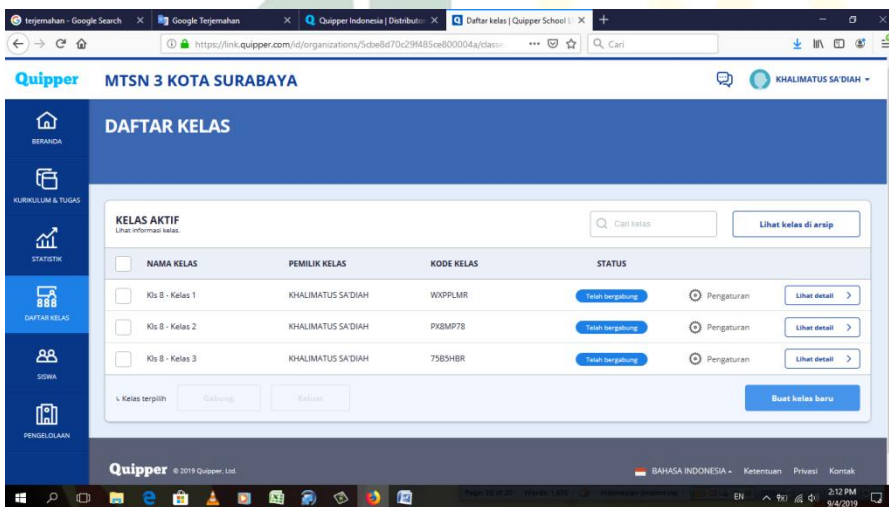 terjemahan - Google Search
Google Terjemahan
Quipper Indonesia | Distributor
Daftar kelas | Quipper School
https://link.quipper.com/id/organizations/5cbe8d70c29f485ce800004a/classe
Cari
Quipper
MTSN 3 KOTA SURABAYA
KHALIMATUS SA'DIAH
BERANDA
KURIKULUM & TUGAS
STATISTIK
DAFTAR KELAS
SISWA
PENGELOLAAN
DAFTAR KELAS
KELAS AKTIF
Lihat informasi kelas.
Cari kelas
Lihat kelas di arsip
NAMA KELAS PEMILIK KELAS KODE KELAS STATUS
Kls 8 - Kelas 1 KHALIMATUS SA'DIAH WXPPLMR Telah bergabung Pengaturan Lihat detail
Kls 8 - Kelas 2 KHALIMATUS SA'DIAH PX8MP78 Telah bergabung Pengaturan Lihat detail
Kls 8 - Kelas 3 KHALIMATUS SA'DIAH 75B5HBR Telah bergabung Pengaturan Lihat detail
Kelas terpilih Gabung Keluar Buat kelas baru
Quipper © 2019 Quipper, Ltd.
BAHASA INDONESIA Ketentuan Privasi Kontak
EN
2:12 PM
9/4/2019